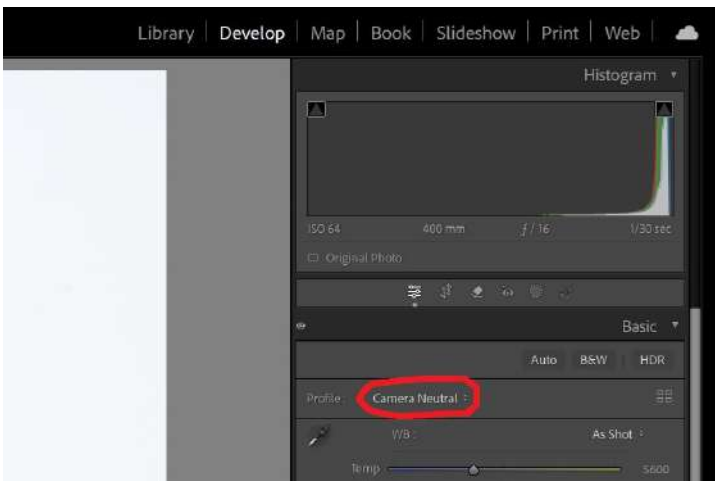 Library | Develop | Map | Book | Slideshow | Print | Web |
Histogram
ISO 64 400 mm ƒ / 16 1/30 sec
Original Photo
Basic
Auto B&W HDR
Profile : Camera Neutral
WB : As Shot
Temp 5600